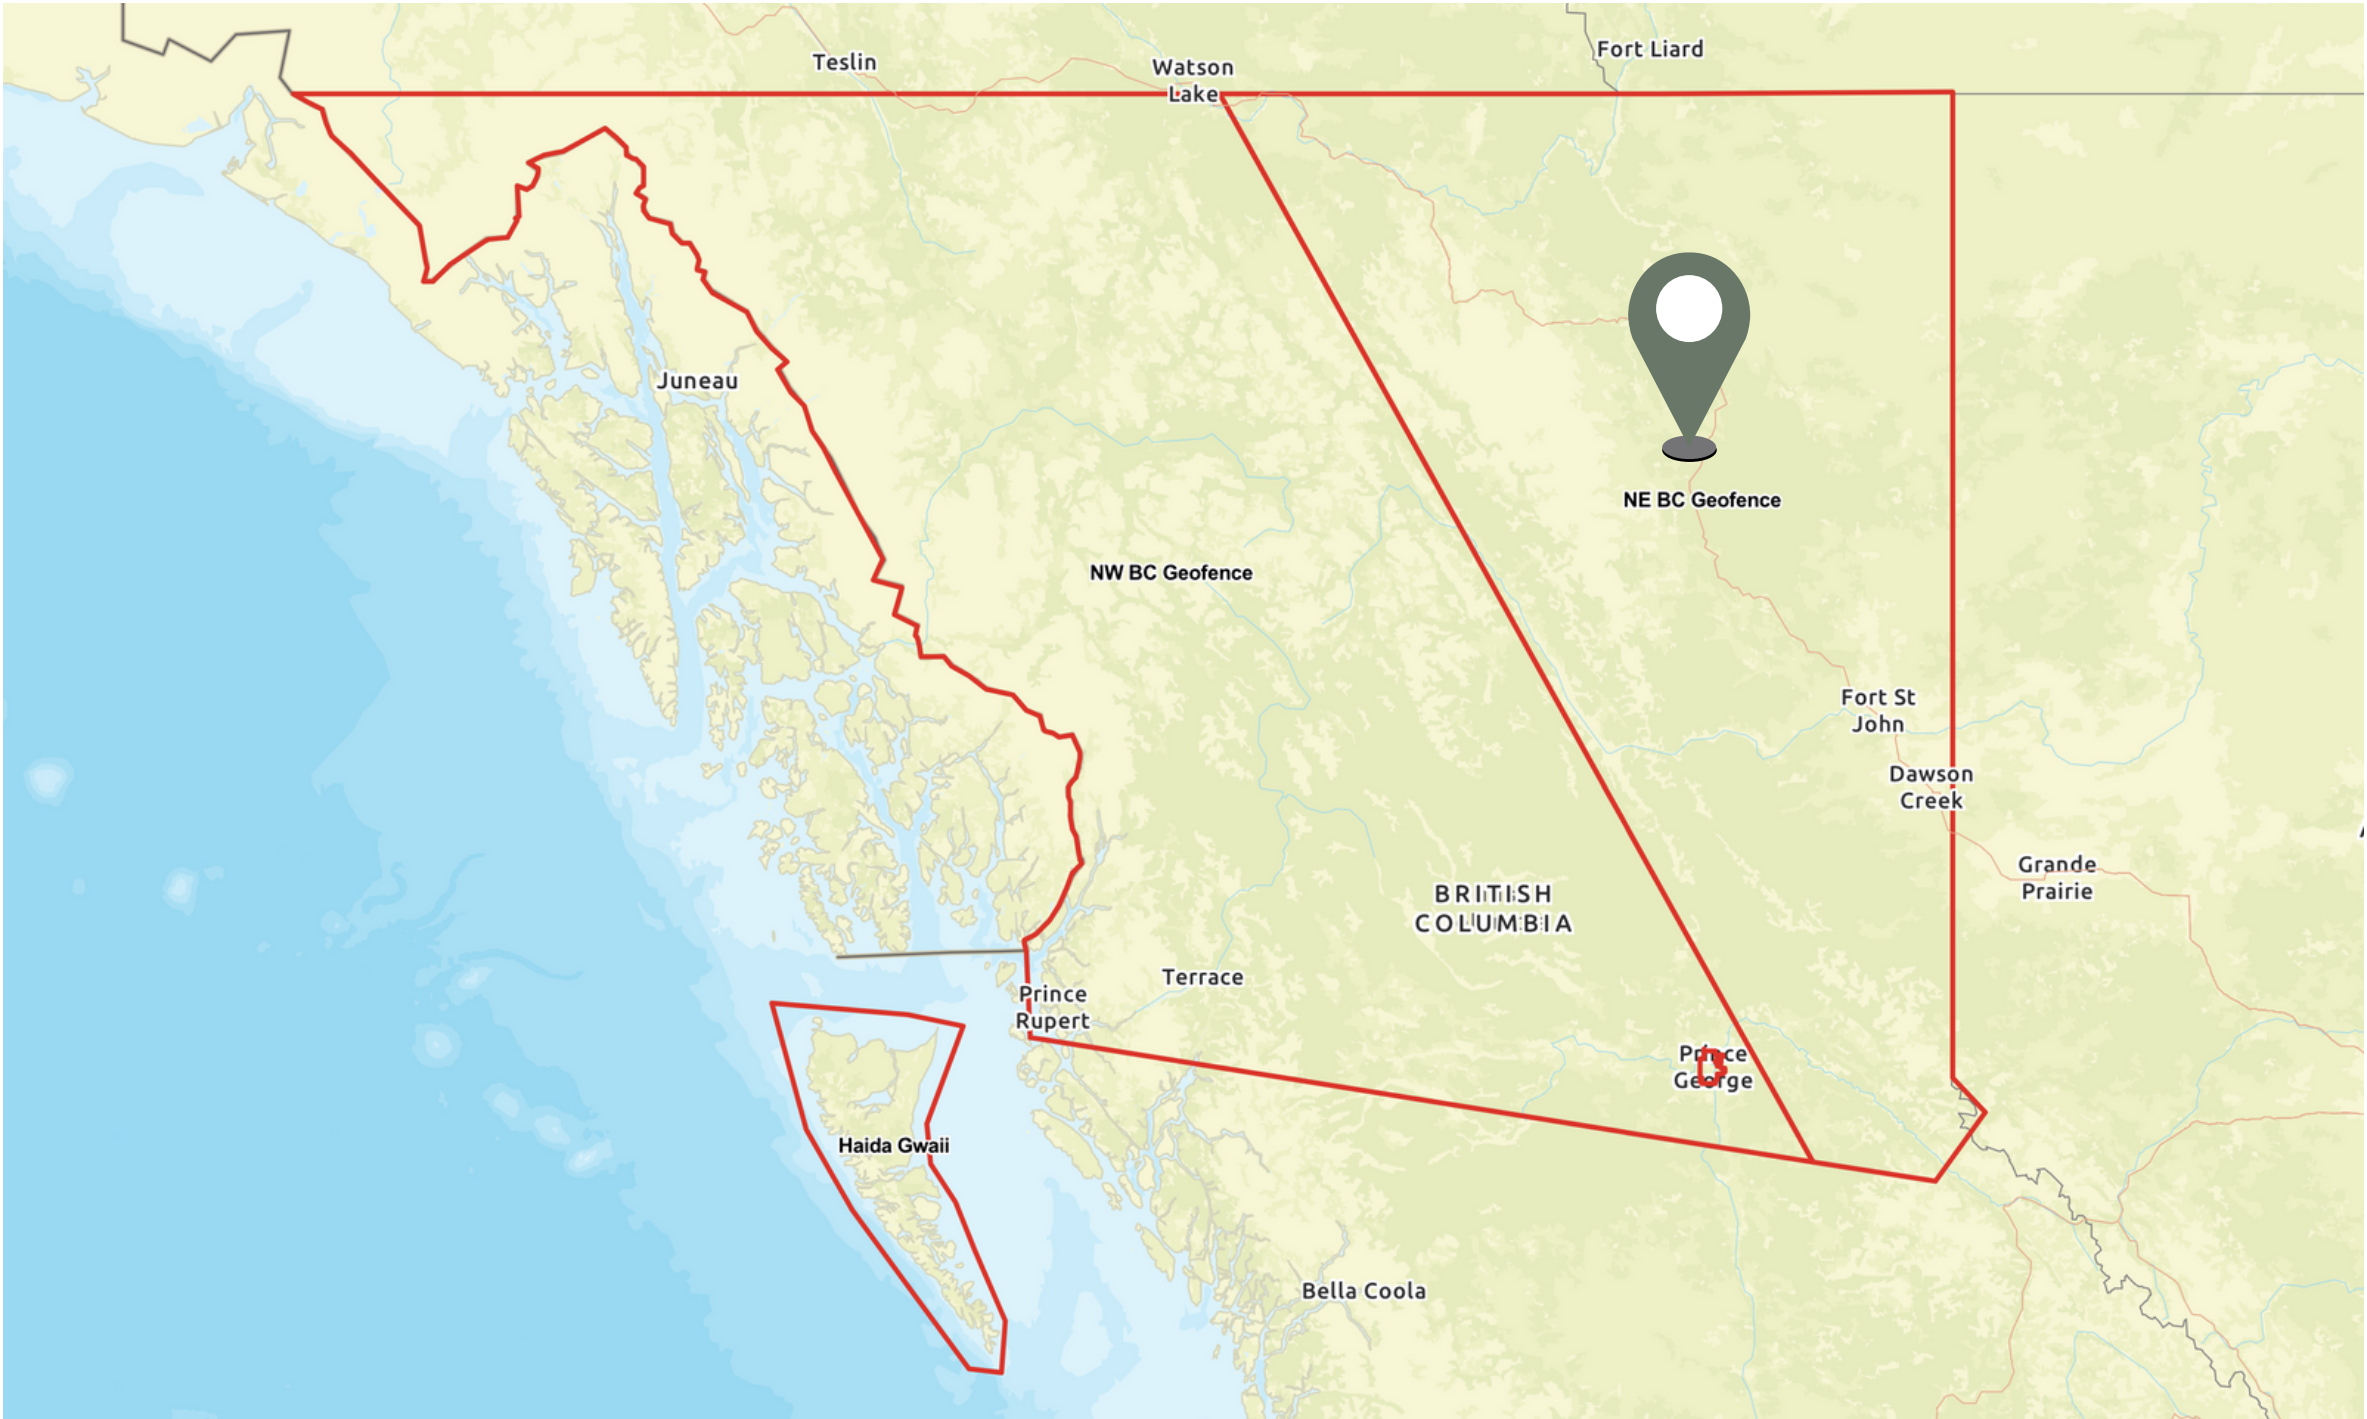 Teslin
Watson
Lake
Fort Liard
Juneau
NE BC Geofence
NW BC Geofence
Fort St
John
Dawson
Creek
Grande
Prairie
BRITISH
COLUMBIA
Terrace
Prince
Rupert
Prince
George
Haida Gwaii
Bella Coola